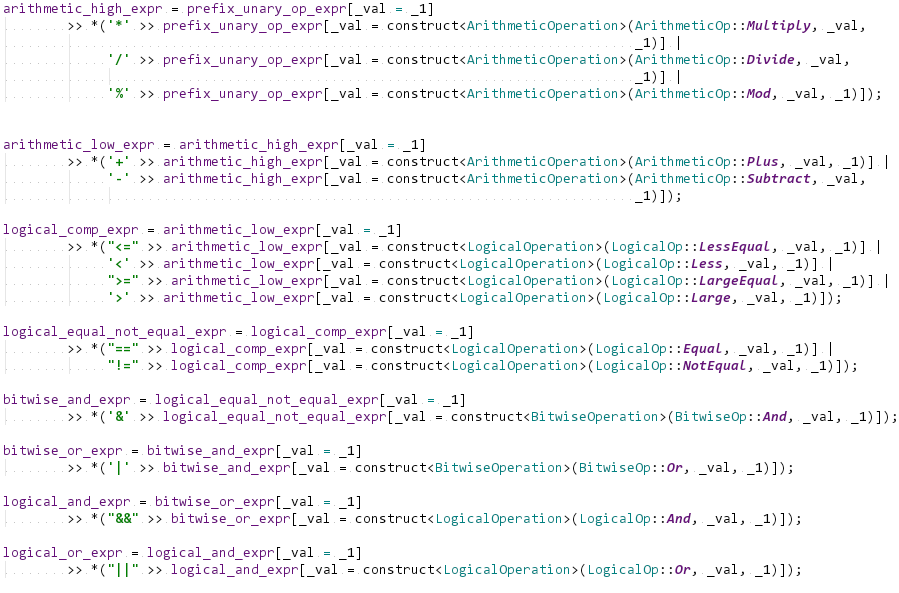 arithmetic_high_expr = prefix_unary_op_expr[_val = _1]
>> *('*' >> prefix_unary_op_expr[_val = construct<ArithmeticOperation>(ArithmeticOp::Multiply, _val,
_1)] |
'/' >> prefix_unary_op_expr[_val = construct<ArithmeticOperation>(ArithmeticOp::Divide, _val,
_1)] |
'%' >> prefix_unary_op_expr[_val = construct<ArithmeticOperation>(ArithmeticOp::Mod, _val, _1)]);
arithmetic_low_expr = arithmetic_high_expr[_val = _1]
>> *('+' >> arithmetic_high_expr[_val = construct<ArithmeticOperation>(ArithmeticOp::Plus, _val, _1)] |
'-' >> arithmetic_high_expr[_val = construct<ArithmeticOperation>(ArithmeticOp::Subtract, _val,
_1)]);
logical_comp_expr = arithmetic_low_expr[_val = _1]
>> *("<=" >> arithmetic_low_expr[_val = construct<LogicalOperation>(LogicalOp::LessEqual, _val, _1)] |
'<' >> arithmetic_low_expr[_val = construct<LogicalOperation>(LogicalOp::Less, _val, _1)] |
">=" >> arithmetic_low_expr[_val = construct<LogicalOperation>(LogicalOp::LargeEqual, _val, _1)] |
'>' >> arithmetic_low_expr[_val = construct<LogicalOperation>(LogicalOp::Large, _val, _1)]);
logical_equal_not_equal_expr = logical_comp_expr[_val = _1]
>> *("==" >> logical_comp_expr[_val = construct<LogicalOperation>(LogicalOp::Equal, _val, _1)] |
"!=" >> logical_comp_expr[_val = construct<LogicalOperation>(LogicalOp::NotEqual, _val, _1)]);
bitwise_and_expr = logical_equal_not_equal_expr[_val = _1]
>> *('&' >> logical_equal_not_equal_expr[_val = construct<BitwiseOperation>(BitwiseOp::And, _val, _1)]);
bitwise_or_expr = bitwise_and_expr[_val = _1]
>> *('|' >> bitwise_and_expr[_val = construct<BitwiseOperation>(BitwiseOp::Or, _val, _1)]);
logical_and_expr = bitwise_or_expr[_val = _1]
>> *("&&" >> bitwise_or_expr[_val = construct<LogicalOperation>(LogicalOp::And, _val, _1)]);
logical_or_expr = logical_and_expr[_val = _1]
>> *("||" >> logical_and_expr[_val = construct<LogicalOperation>(LogicalOp::Or, _val, _1)]);